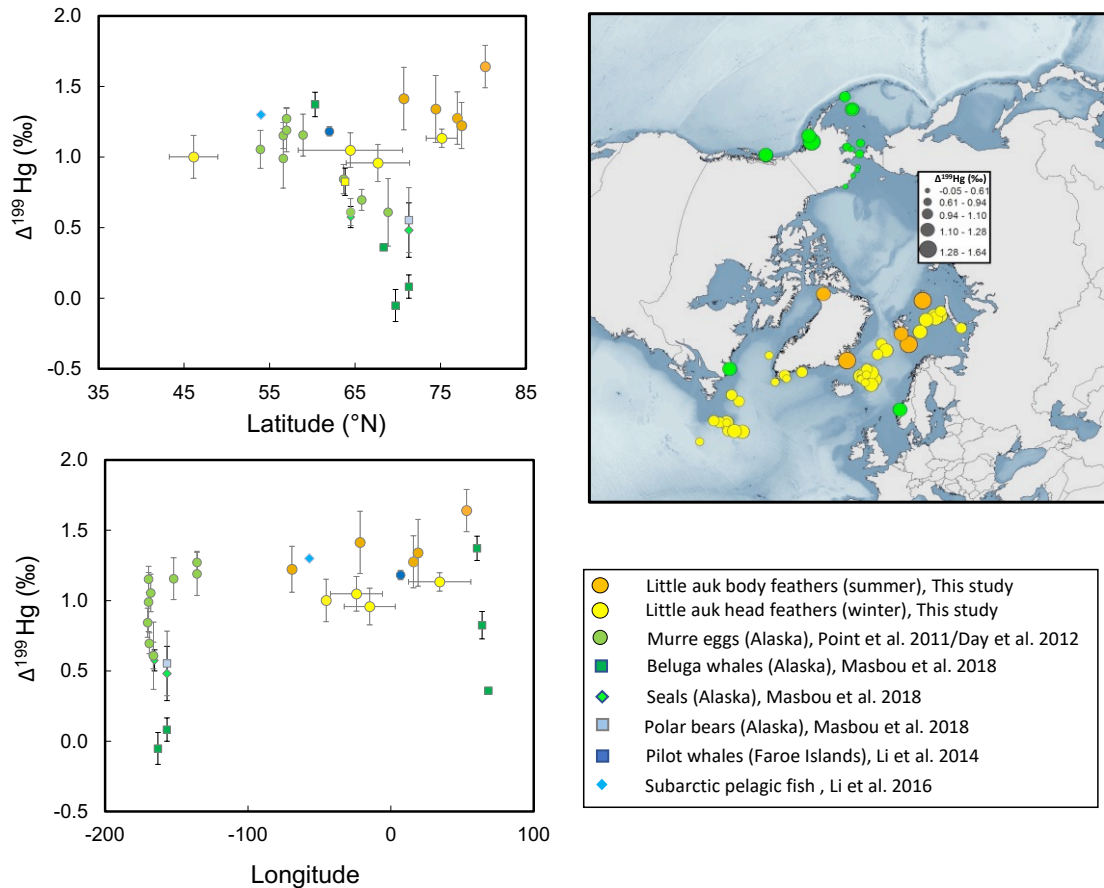 2.0
1.5
1.0
0.5
0.0
-0.5
Δ199 Hg (‰)
35 45 55 65 75 85
Latitude (°N)
Δ199Hg (‰)
-0.05 - 0.61
0.61 - 0.94
0.94 - 1.10
1.10 - 1.28
1.28 - 1.64
2.0
1.5
1.0
0.5
0.0
-0.5
Δ199 Hg (‰)
-200 -100 0 100
Longitude
Little auk body feathers (summer), This study
Little auk head feathers (winter), This study
Murre eggs (Alaska), Point et al. 2011/Day et al. 2012
Beluga whales (Alaska), Masbou et al. 2018
Seals (Alaska), Masbou et al. 2018
Polar bears (Alaska), Masbou et al. 2018
Pilot whales (Faroe Islands), Li et al. 2014
Subarctic pelagic fish , Li et al. 2016